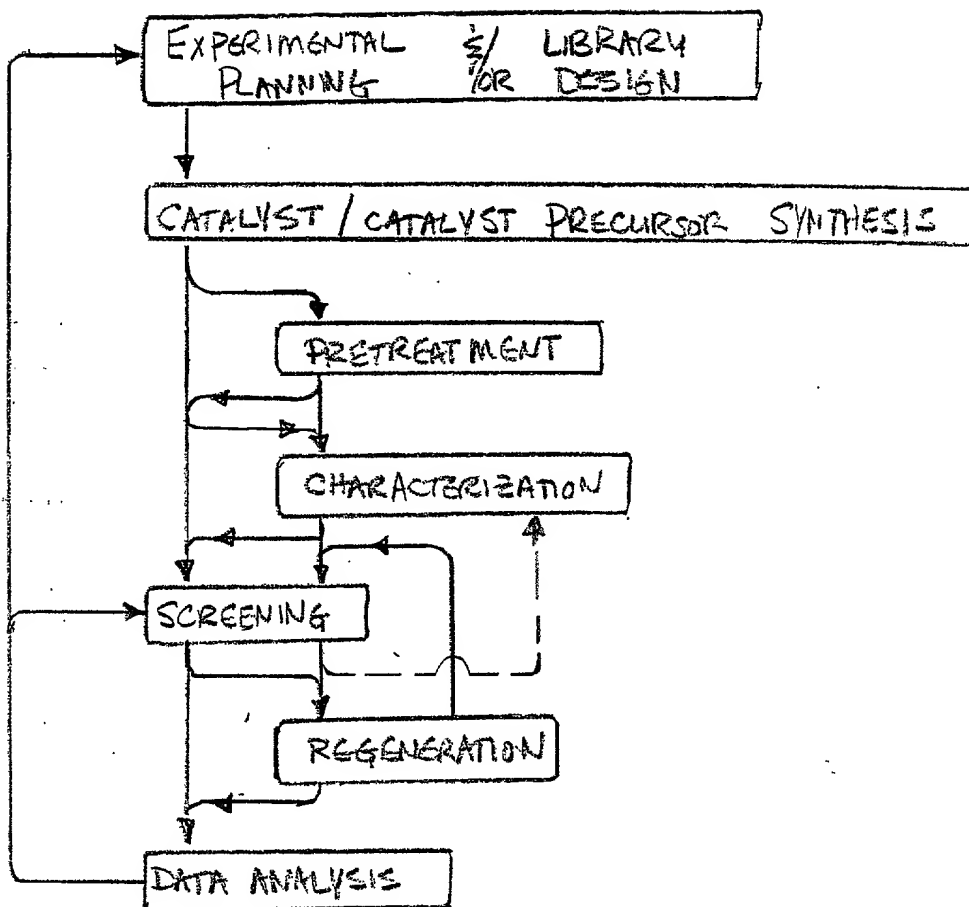 EXPERIMENTAL &/ LIBRARY
PLANNING /OR DESIGN
CATALYST / CATALYST PRECURSOR SYNTHESIS
PRETREATMENT
CHARACTERIZATION
SCREENING
REGENERATION
DATA ANALYSIS